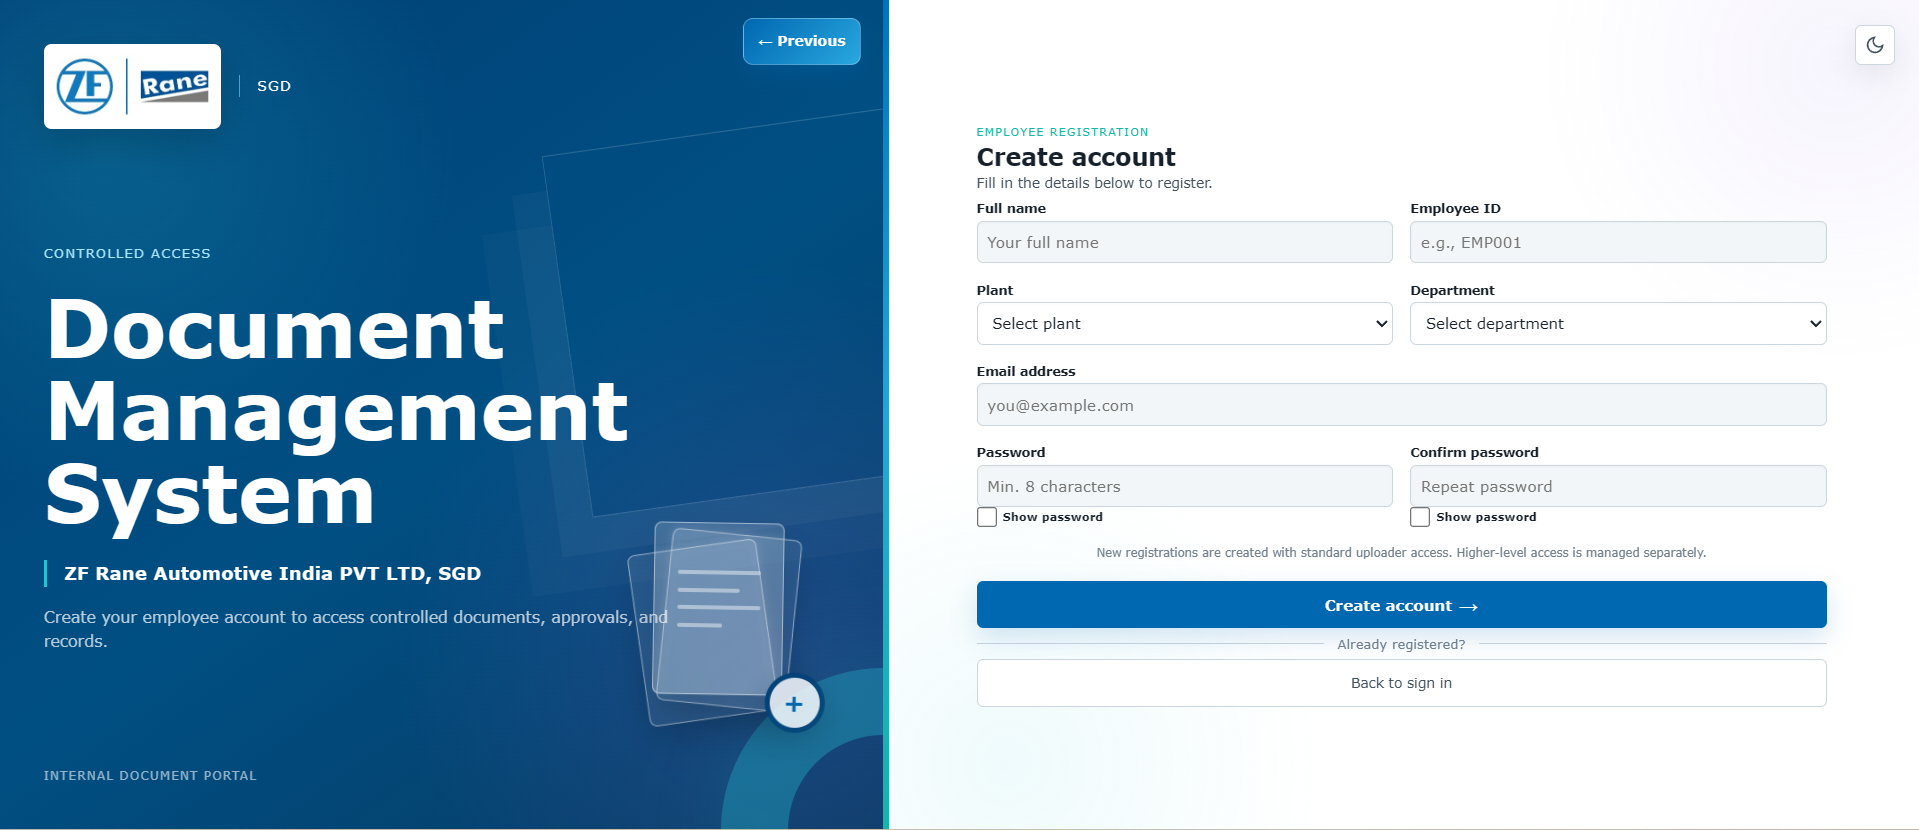 ← Previous
ZF Rane
SGD
CONTROLLED ACCESS
Document
Management
System
ZF Rane Automotive India PVT LTD, SGD
Create your employee account to access controlled documents, approvals, and
records.
+
INTERNAL DOCUMENT PORTAL
EMPLOYEE REGISTRATION
Create account
Fill in the details below to register.
Full name
Your full name
Employee ID
e.g., EMP001
Plant
Select plant
Department
Select department
Email address
you@example.com
Password
Min. 8 characters
Show password
Confirm password
Repeat password
Show password
New registrations are created with standard uploader access. Higher-level access is managed separately.
Create account →
Already registered?
Back to sign in